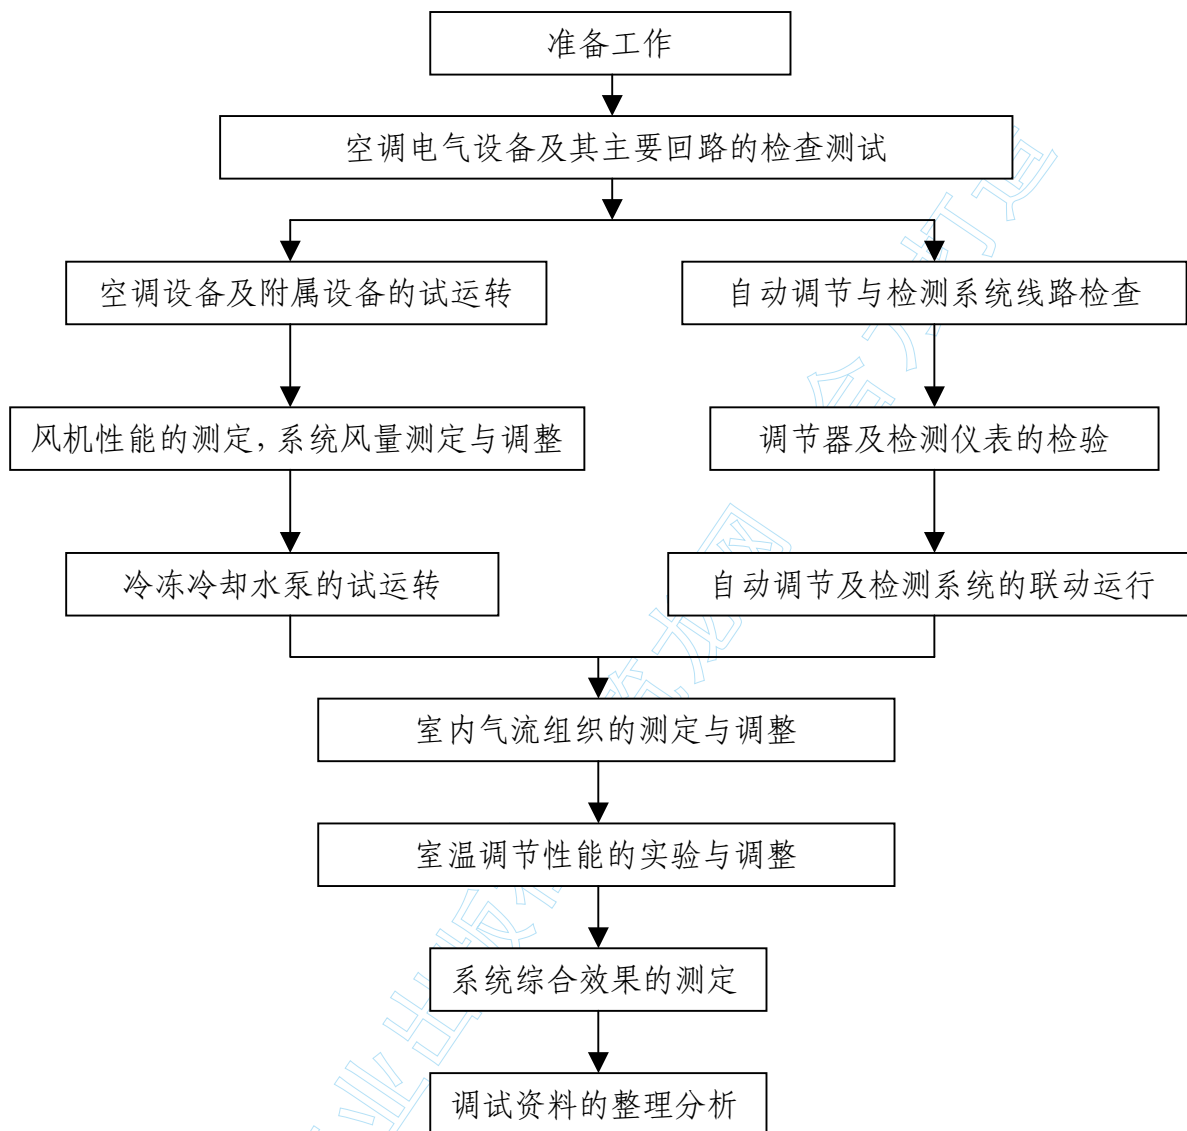 准备工作
空调电气设备及其主要回路的检查测试
空调设备及附属设备的试运转
自动调节与检测系统线路检查
风机性能的测定,系统风量测定与调整
调节器及检测仪表的检验
冷冻冷却水泵的试运转
自动调节及检测系统的联动运行
室内气流组织的测定与调整
室温调节性能的实验与调整
系统综合效果的测定
调试资料的整理分析